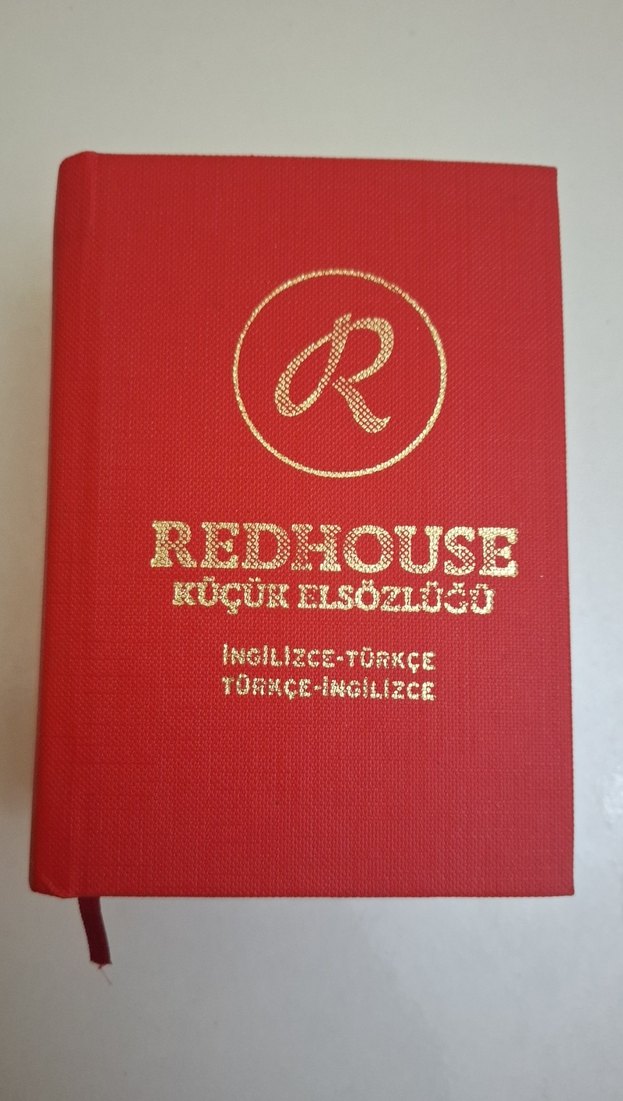 R
REDHOUSE
KÜÇÜK ELSÖZLÜĞÜ
İNGİLİZCE-TÜRKÇE
TÜRKÇE-İNGİLİZCE